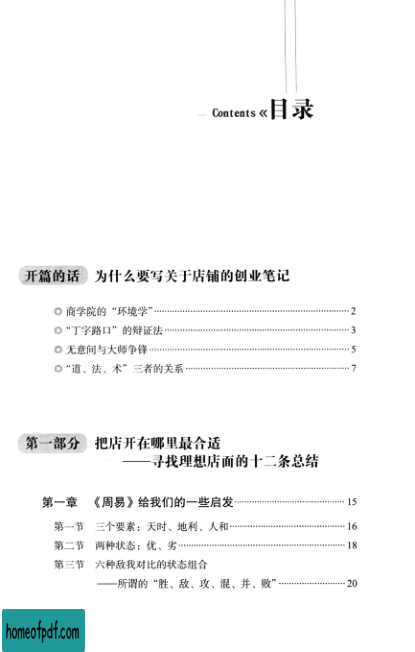 Contents «目录
开篇的话 为什么要写关于店铺的创业笔记
◎ 商学院的“环境学” 2
◎ “丁字路口”的辩证法 3
◎ 无意间与大师争锋 5
◎ “道、法、术”三者的关系 7
第一部分 把店开在哪里最合适
——寻找理想店面的十二条总结
第一章 《周易》给我们的一些启发 15
第一节 三个要素：天时、地利、人和 16
第二节 两种状态：优、劣 18
第三节 六种敌我对比的状态组合
——所谓的“胜、敌、攻、混、并、败” 20
homeofpdf.com